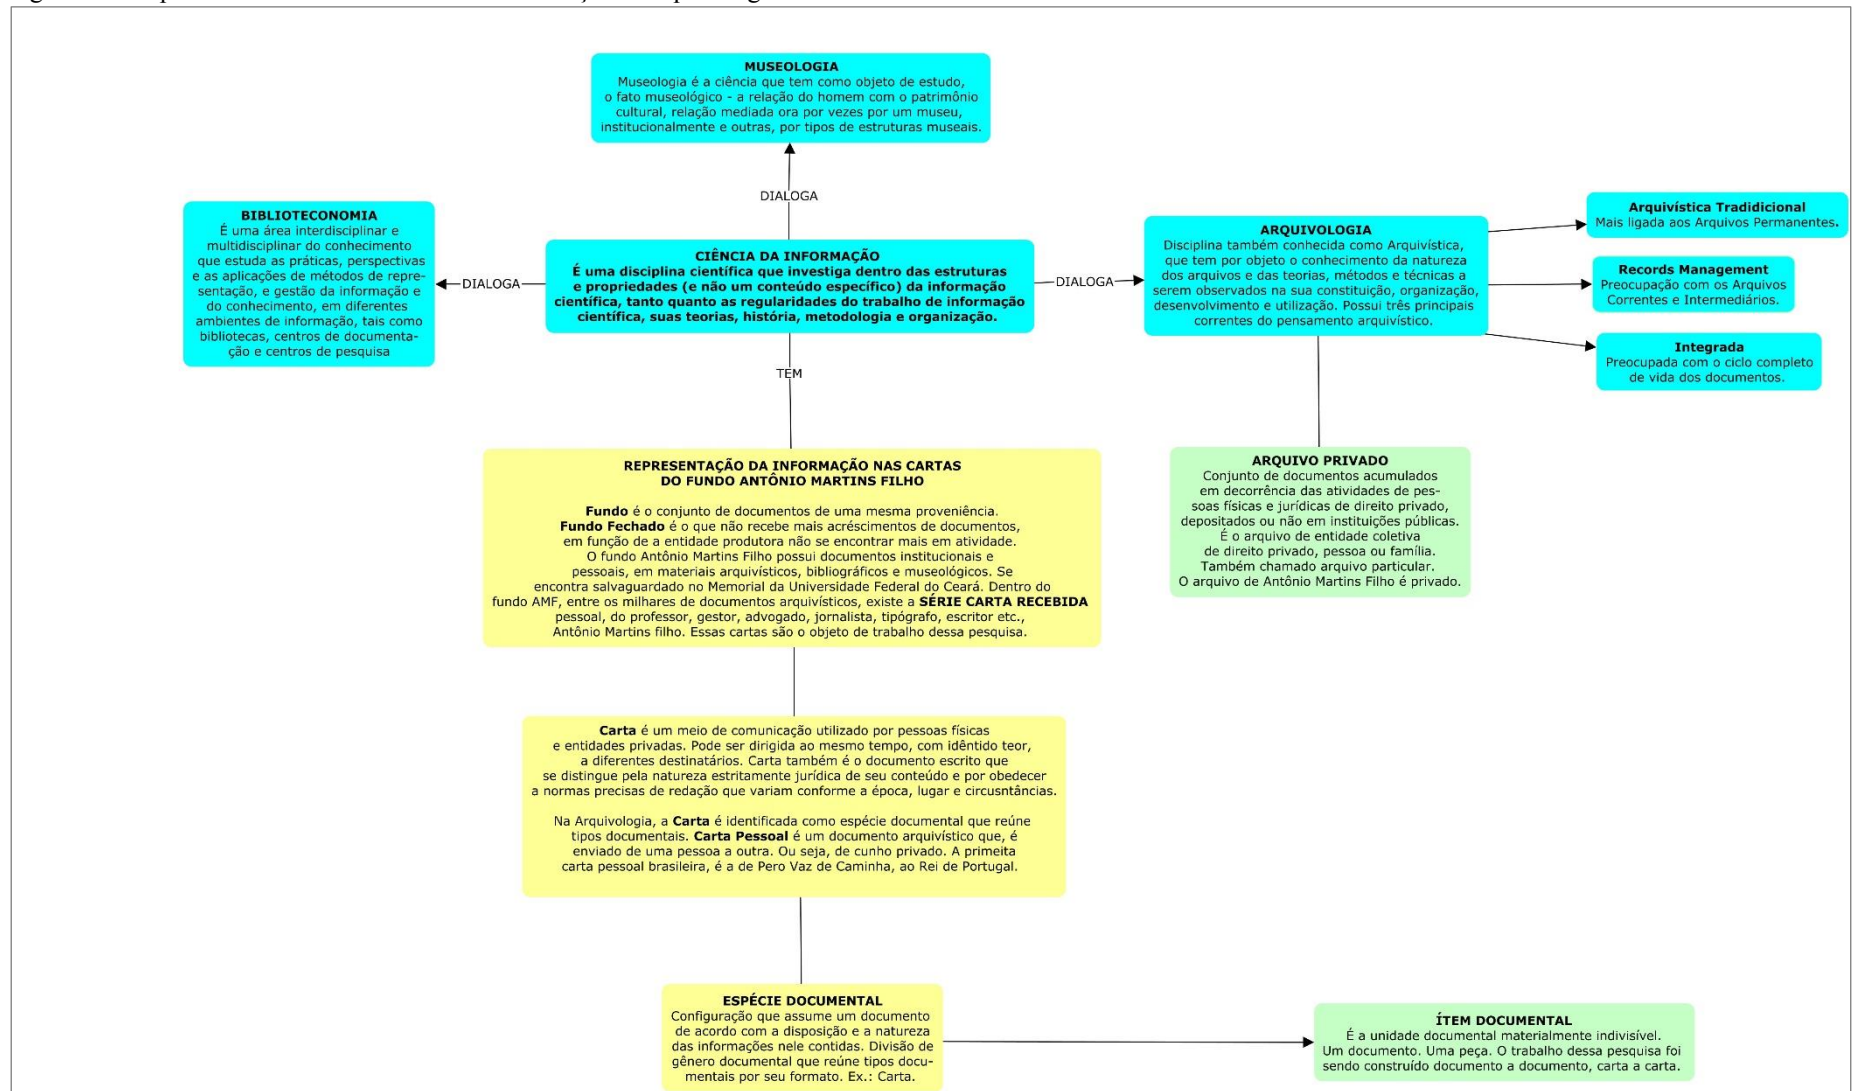 MUSEOLOGIA
Museologia é a ciência que tem como objeto de estudo,
o fato museológico - a relação do homem com o patrimônio
cultural, relação mediada ora por vezes por um museu,
institucionalmente e outras, por tipos de estruturas museais.
DIALOGA
BIBLIOTECONOMIA
É uma área interdisciplinar e
multidisciplinar do conhecimento
que estuda as práticas, perspectivas
e as aplicações de métodos de repre-
sentação, e gestão da informação e
do conhecimento, em diferentes
ambientes de informação, tais como
bibliotecas, centros de documenta-
ção e centros de pesquisa
DIALOGA
CIÊNCIA DA INFORMAÇÃO
É uma disciplina científica que investiga dentro das estruturas
e propriedades (e não um conteúdo específico) da informação
científica, tanto quanto as regularidades do trabalho de informação
científica, suas teorias, história, metodologia e organização.
DIALOGA
ARQUIVOLOGIA
Disciplina também conhecida como Arquivística,
que tem por objeto o conhecimento da natureza
dos arquivos e das teorias, métodos e técnicas a
serem observados na sua constituição, organização,
desenvolvimento e utilização. Possui três principais
correntes do pensamento arquivístico.
Arquivística Tradidicional
Mais ligada aos Arquivos Permanentes.
Records Management
Preocupação com os Arquivos
Correntes e Intermediários.
Integrada
Preocupada com o ciclo completo
de vida dos documentos.
TEM
REPRESENTAÇÃO DA INFORMAÇÃO NAS CARTAS
DO FUNDO ANTÔNIO MARTINS FILHO
Fundo é o conjunto de documentos de uma mesma proveniência.
Fundo Fechado é o que não recebe mais acréscimentos de documentos,
em função de a entidade produtora não se encontrar mais em atividade.
O fundo Antônio Martins Filho possui documentos institucionais e
pessoais, em materiais arquivísticos, bibliográficos e museológicos. Se
encontra salvaguardado no Memorial da Universidade Federal do Ceará. Dentro do
fundo AMF, entre os milhares de documentos arquivísticos, existe a SÉRIE CARTA RECEBIDA
pessoal, do professor, gestor, advogado, jornalista, tipógrafo, escritor etc.,
Antônio Martins filho. Essas cartas são o objeto de trabalho dessa pesquisa.
ARQUIVO PRIVADO
Conjunto de documentos acumulados
em decorrência das atividades de pes-
soas físicas e jurídicas de direito privado,
depositados ou não em instituições públicas.
É o arquivo de entidade coletiva
de direito privado, pessoa ou família.
Também chamado arquivo particular.
O arquivo de Antônio Martins Filho é privado.
Carta é um meio de comunicação utilizado por pessoas físicas
e entidades privadas. Pode ser dirigida ao mesmo tempo, com idêntido teor,
a diferentes destinatários. Carta também é o documento escrito que
se distingue pela natureza estritamente jurídica de seu conteúdo e por obedecer
a normas precisas de redação que variam conforme a época, lugar e circusntâncias.
Na Arquivologia, a Carta é identificada como espécie documental que reúne
tipos documentais. Carta Pessoal é um documento arquivístico que, é
enviado de uma pessoa a outra. Ou seja, de cunho privado. A primeita
carta pessoal brasileira, é a de Pero Vaz de Caminha, ao Rei de Portugal.
ESPÉCIE DOCUMENTAL
Configuração que assume um documento
de acordo com a disposição e a natureza
das informações nele contidas. Divisão de
gênero documental que reúne tipos docu-
mentais por seu formato. Ex.: Carta.
ÍTEM DOCUMENTAL
É a unidade documental materialmente indivisível.
Um documento. Uma peça. O trabalho dessa pesquisa foi
sendo construído documento a documento, carta a carta.